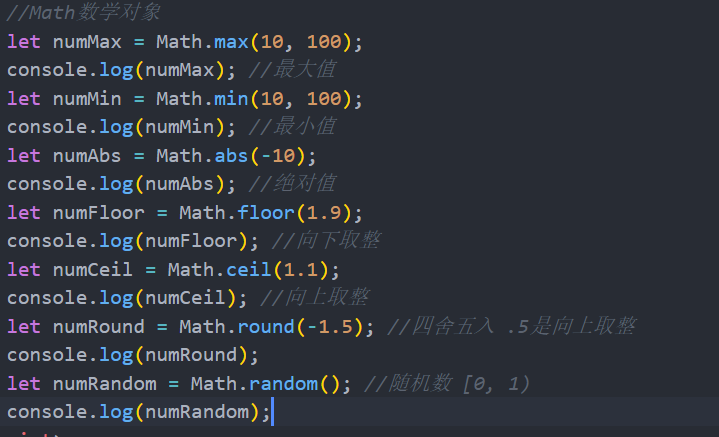 //Math数学对象
let numMax = Math.max(10, 100);
console.log(numMax); //最大值
let numMin = Math.min(10, 100);
console.log(numMin); //最小值
let numAbs = Math.abs(-10);
console.log(numAbs); //绝对值
let numFloor = Math.floor(1.9);
console.log(numFloor); //向下取整
let numCeil = Math.ceil(1.1);
console.log(numCeil); //向上取整
let numRound = Math.round(-1.5); //四舍五入 .5是向上取整
console.log(numRound);
let numRandom = Math.random(); //随机数 [0, 1)
console.log(numRandom);